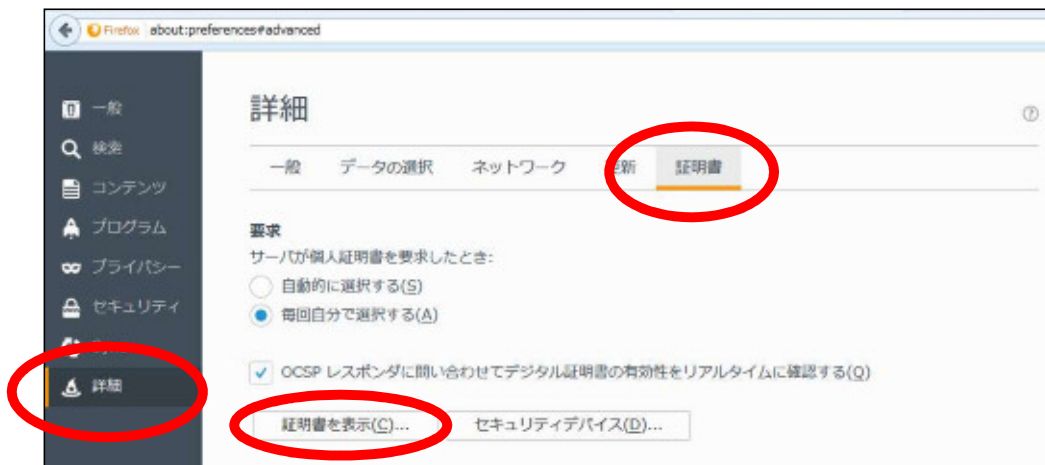 Firefox about:preferences#advanced
一般
検索
コンテンツ
プログラム
プライバシー
セキュリティ
詳細
詳細
一般 データの選択 ネットワーク 更新 証明書
要求
サーバが個人証明書を要求したとき:
自動的に選択する(S)
毎回自分で選択する(A)
OCSP レスポンダに問い合わせてデジタル証明書の有効性をリアルタイムに確認する(Q)
証明書を表示(C)... セキュリティデバイス(D)...